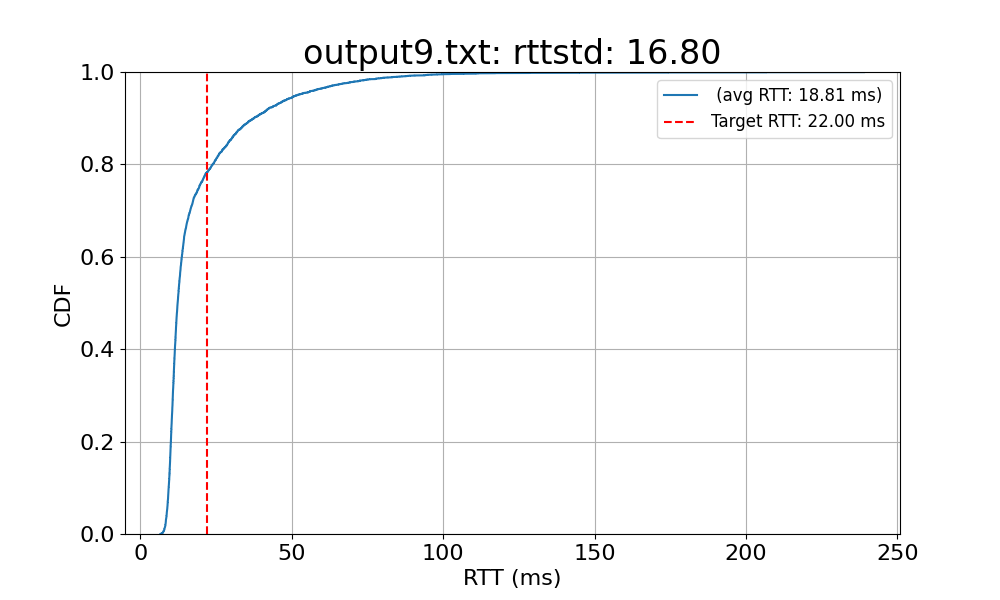 output9.txt: rttstd: 16.80
1.0
0.8
0.6
0.4
0.2
0.0
CDF
(avg RTT: 18.81 ms)
Target RTT: 22.00 ms
0 50 100 150 200 250
RTT (ms)